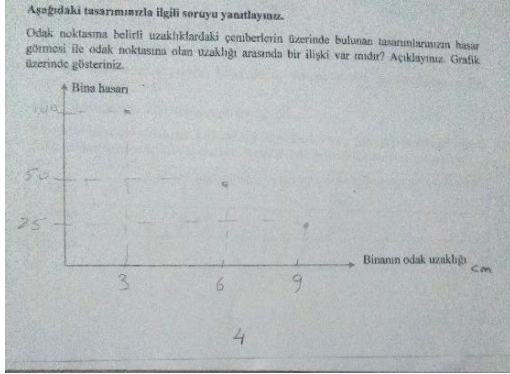 Aşağıdaki tasarımımızla ilgili soruyu yanıtlayınız.
Odak noktasına belirli uzaklıklardaki çemberlerin üzerinde bulunan tasarımlarınızın hasar
görmesi ile odak noktasına olan uzaklığı arasında bir ilişki var mıdır? Açıklayınız. Grafik
üzerinde gösteriniz.
Bina hasarı
100
50
25
Binanın odak uzaklığı cm
3 6 9
4